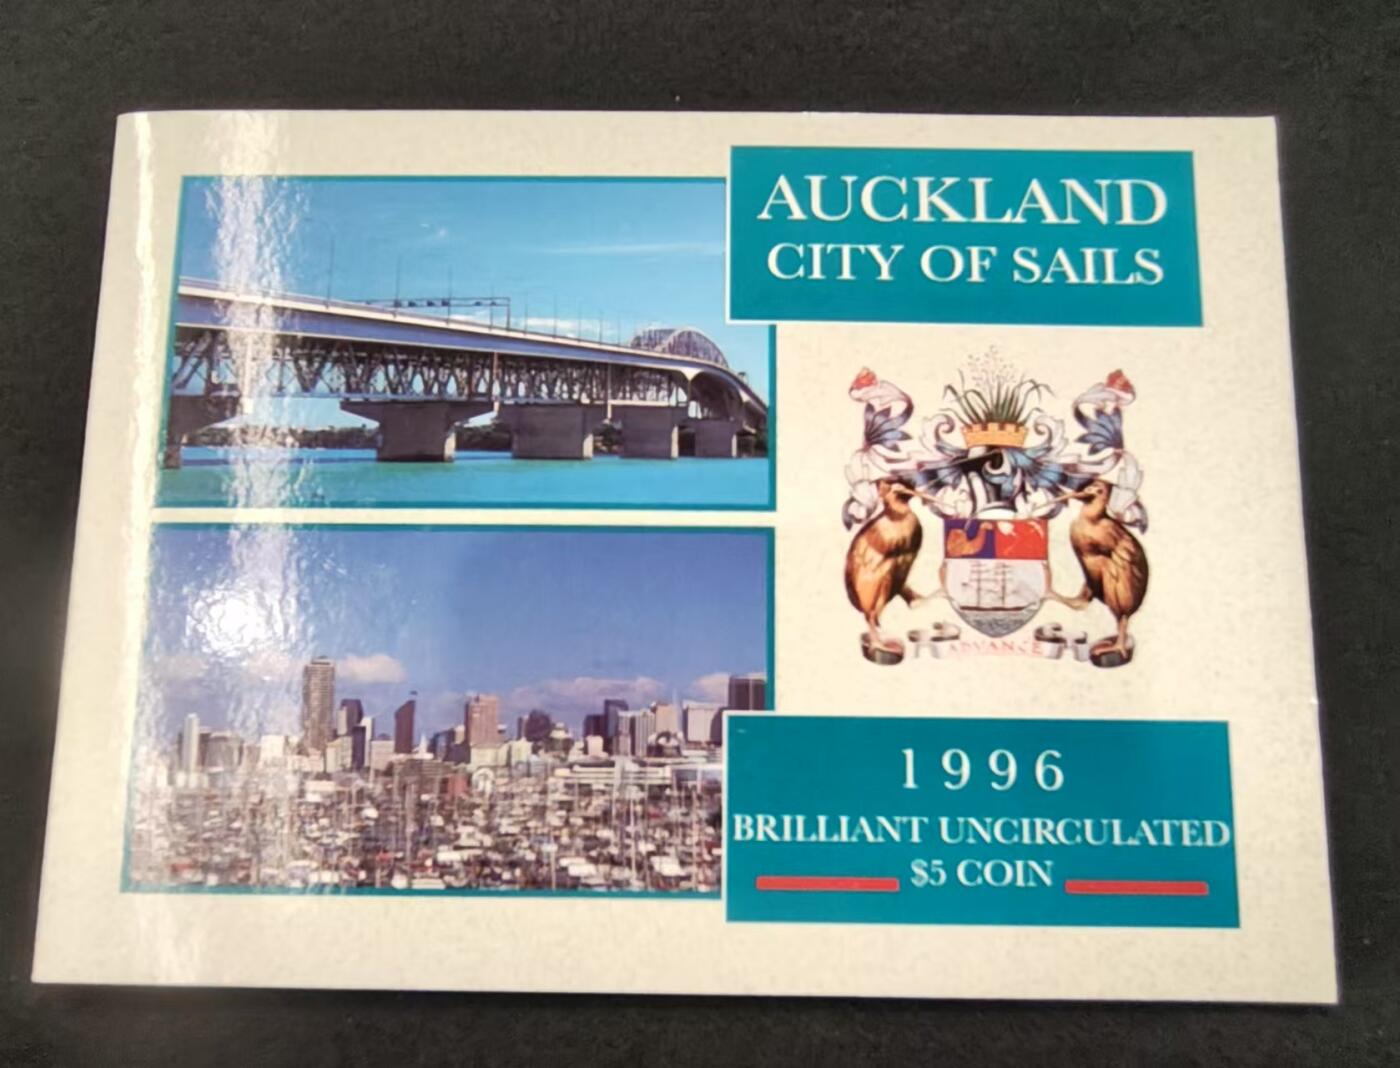 AUCKLAND
CITY OF SAILS
ADVANCE
1996
BRILLIANT UNCIRCULATED
$5 COIN